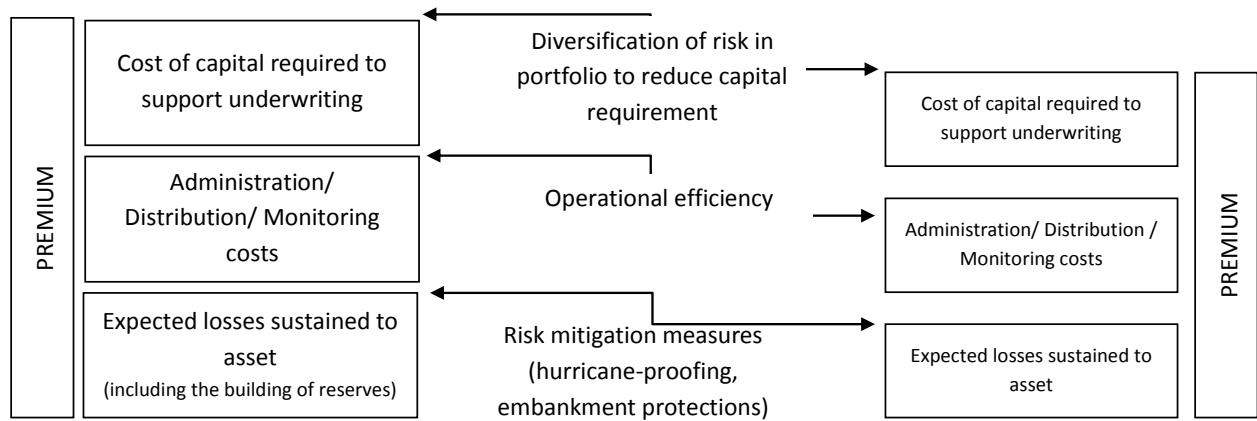 PREMIUM
Cost of capital required to
support underwriting
Administration/
Distribution/ Monitoring
costs
Expected losses sustained to
asset
(including the building of reserves)
Diversification of risk in
portfolio to reduce capital
requirement
Operational efficiency
Risk mitigation measures
(hurricane-proofing,
embankment protections)
Cost of capital required to
support underwriting
Administration/ Distribution /
Monitoring costs
Expected losses sustained to
asset
PREMIUM